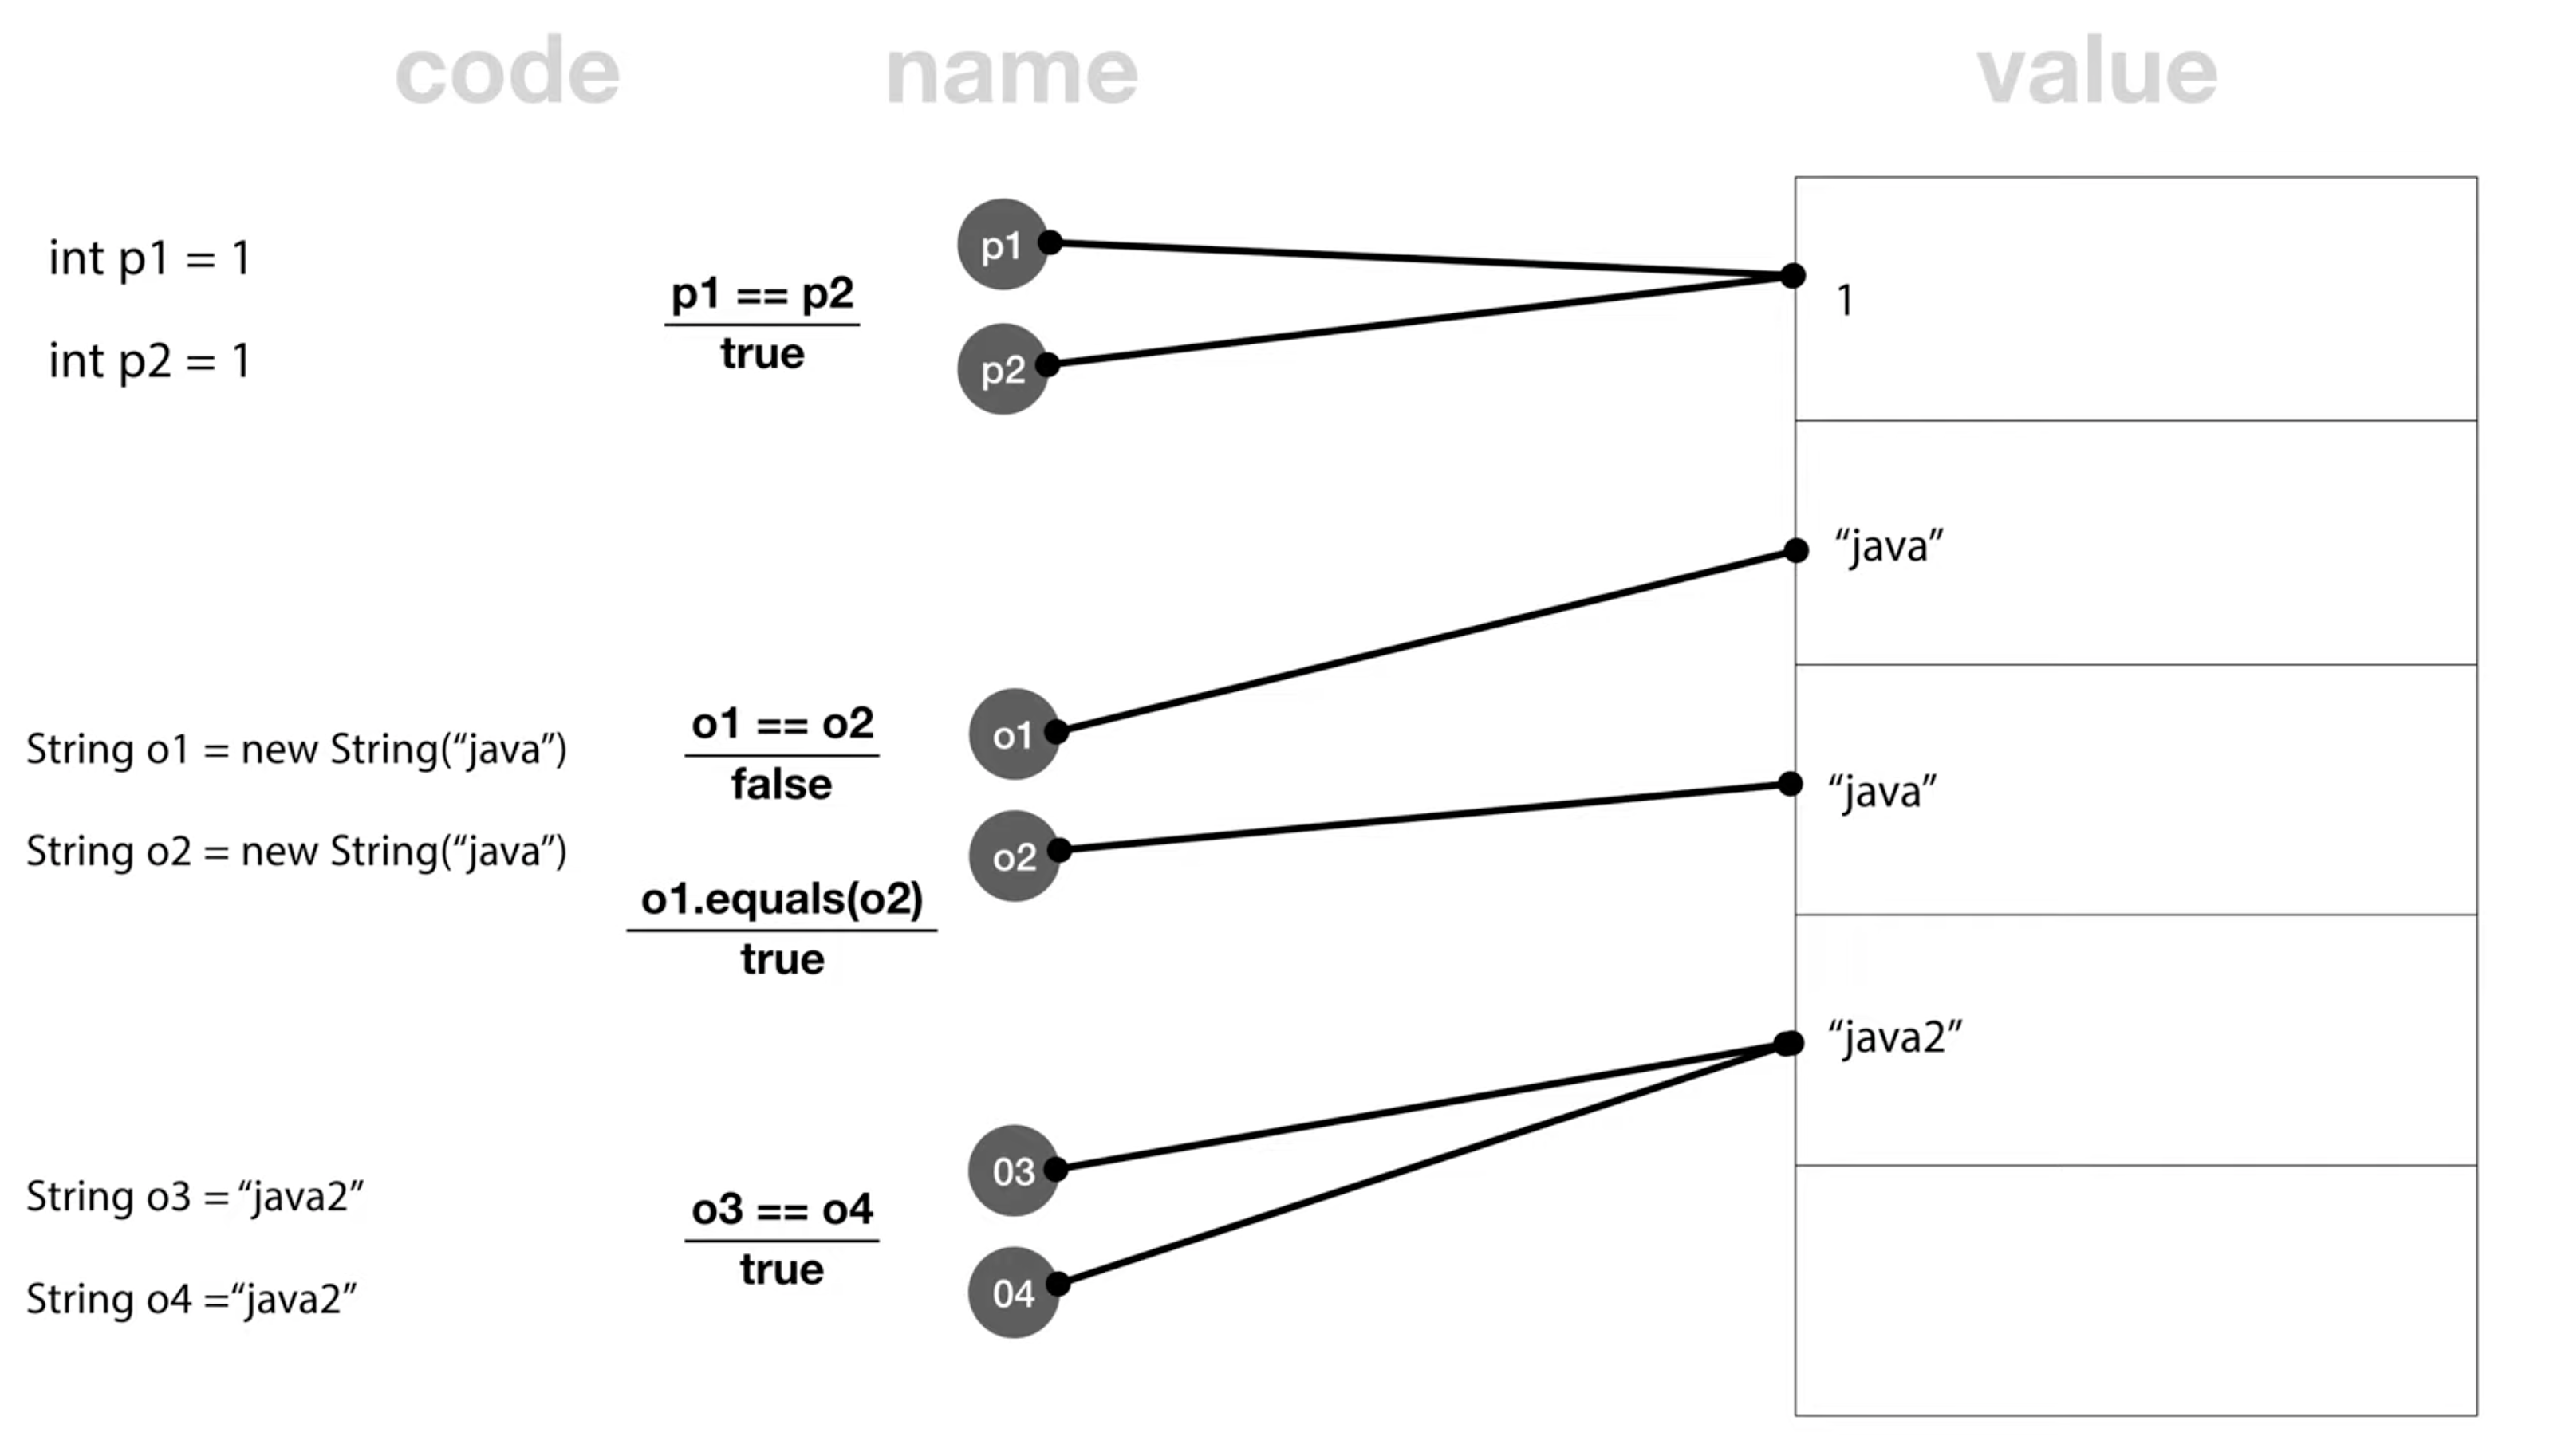 code name value
int p1 = 1
int p2 = 1
p1 == p2
true
p1
p2
1
“java”
String o1 = new String(“java”)
String o2 = new String(“java”)
o1 == o2
false
o1.equals(o2)
true
o1
o2
“java”
“java2”
String o3 = “java2”
String o4 =“java2”
o3 == o4
true
03
04